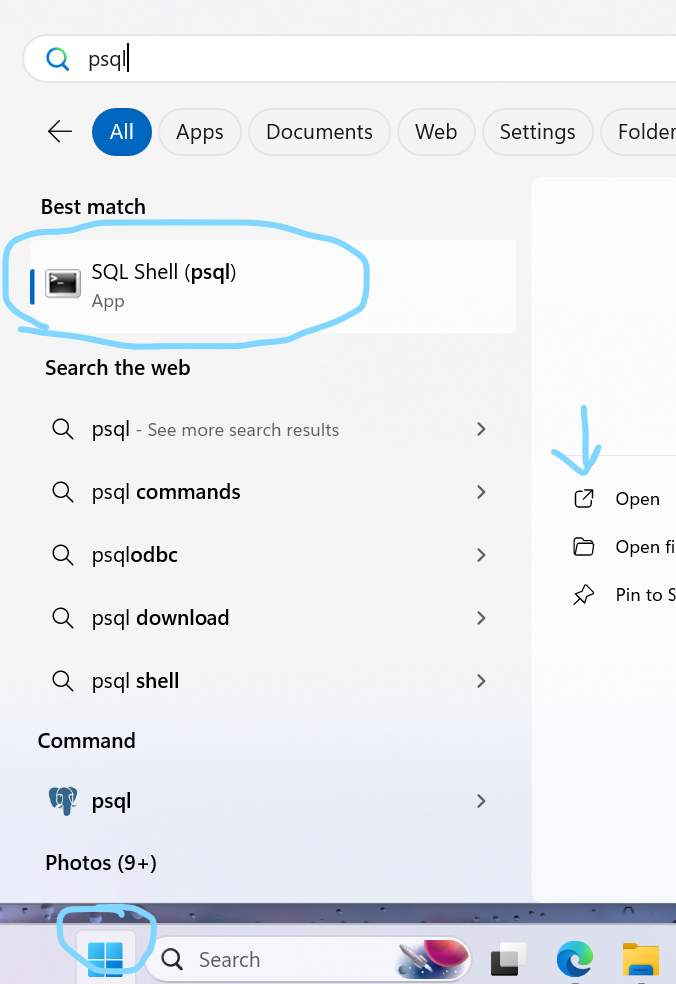 psql
All Apps Documents Web Settings Folder
Best match
SQL Shell (psql)
App
Search the web
psql - See more search results
psql commands
psqlodbc
psql download
psql shell
Command
psql
Photos (9+)
Open
Open fi
Pin to S
Search